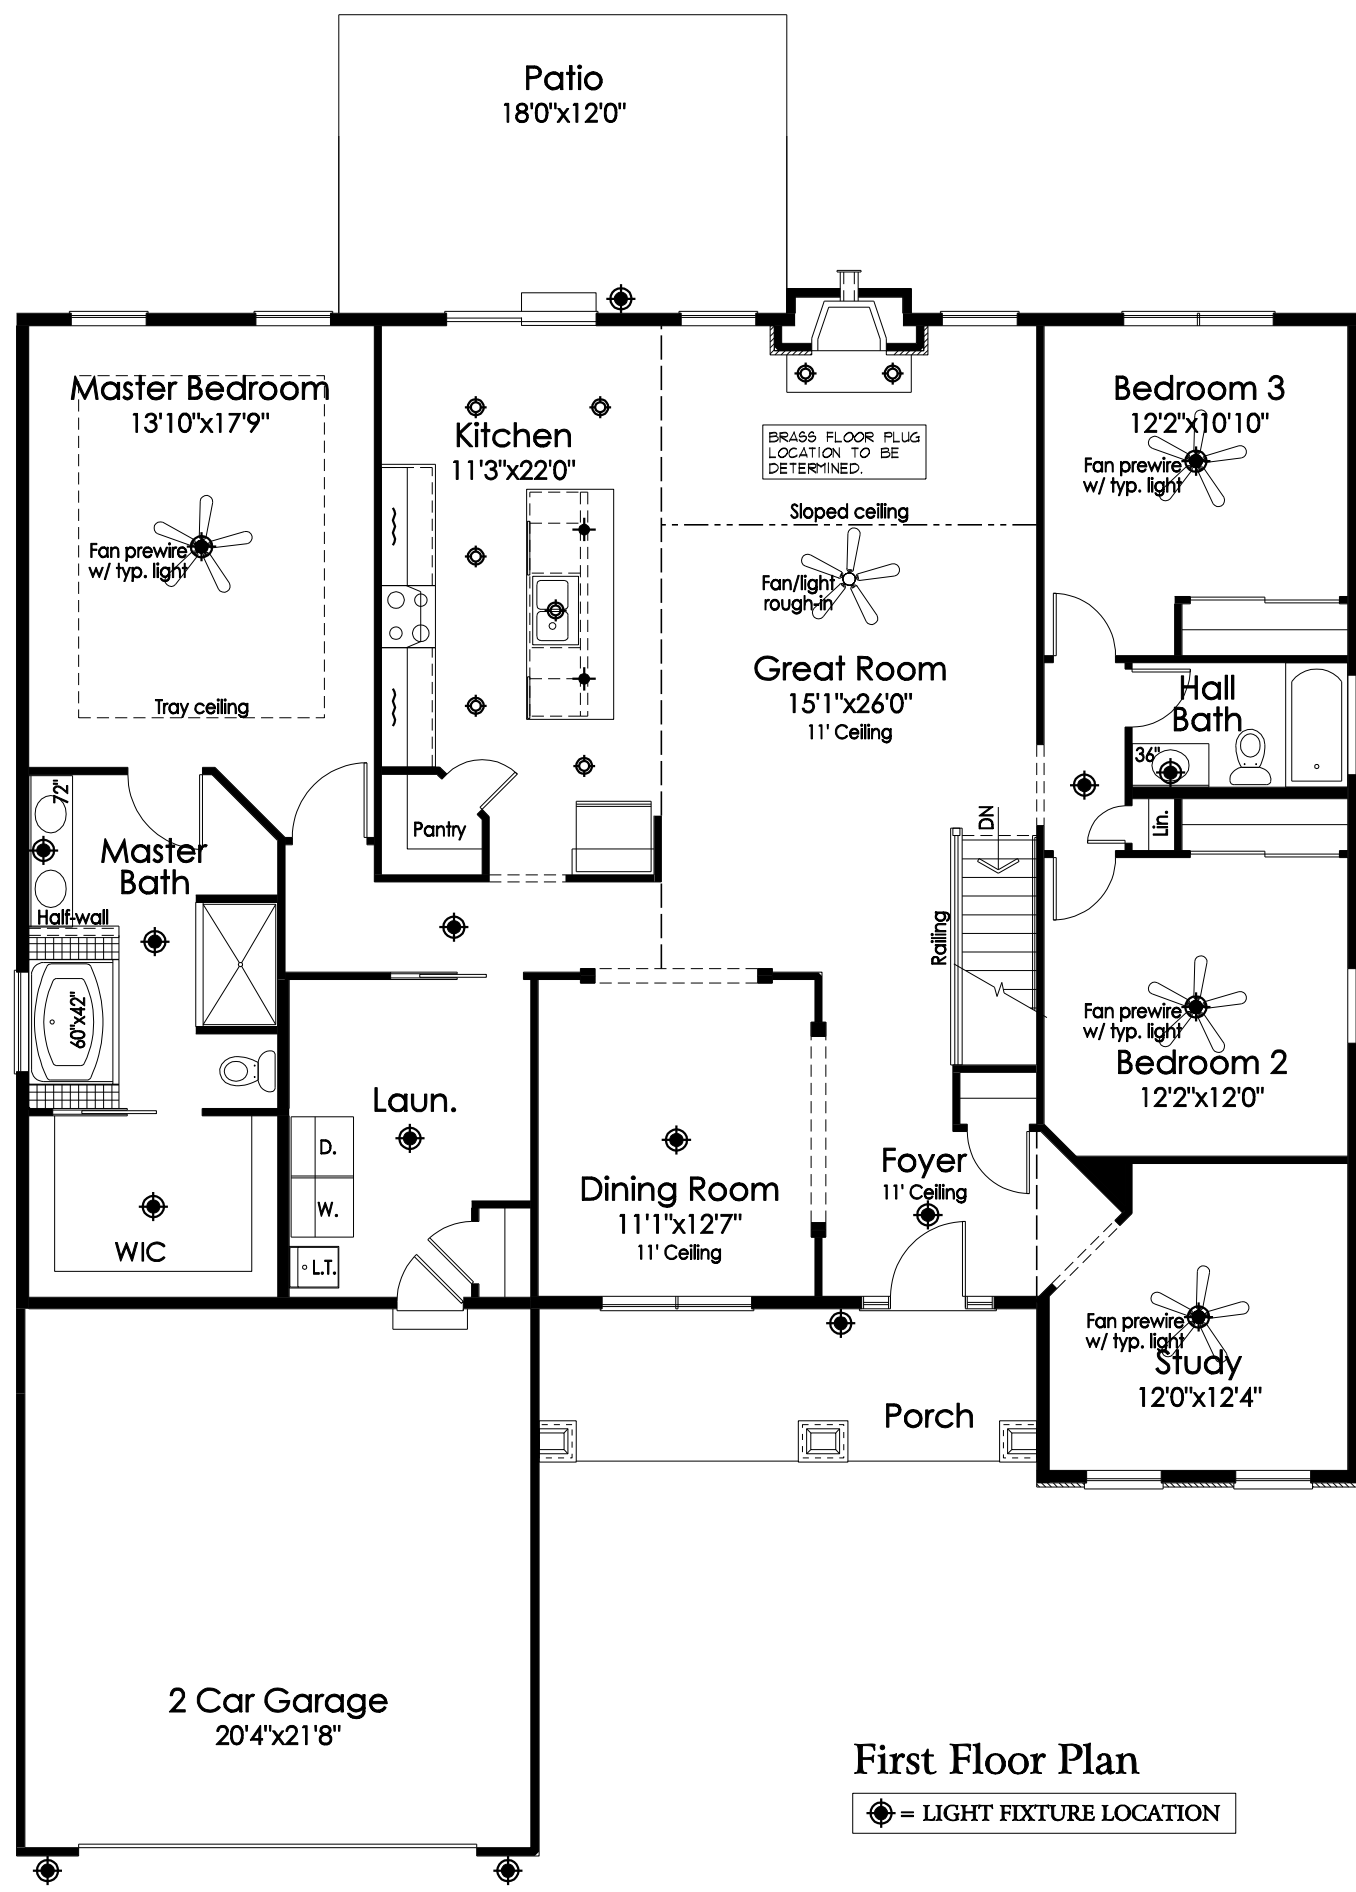 Patio
18'0"x12'0"
Master Bedroom
13'10"x17'9"
Fan prewire
w/ typ. light
Tray ceiling
Kitchen
11'3"x22'0"
BRASS FLOOR PLUG
LOCATION TO BE
DETERMINED.
Sloped ceiling
Fan/light
rough-in
Great Room
15'1"x26'0"
11' Ceiling
Bedroom 3
12'2"x10'10"
Fan prewire
w/ typ. light
Hall
Bath
36"
Lin.
72"
Master
Bath
Half-wall
60"x42"
Pantry
DN
Railing
Fan prewire
w/ typ. light
Bedroom 2
12'2"x12'0"
Laun.
D.
W.
L.T.
WIC
Dining Room
11'1"x12'7"
11' Ceiling
Foyer
11' Ceiling
Fan prewire
w/ typ. light
Study
12'0"x12'4"
Porch
2 Car Garage
20'4"x21'8"
First Floor Plan
= LIGHT FIXTURE LOCATION